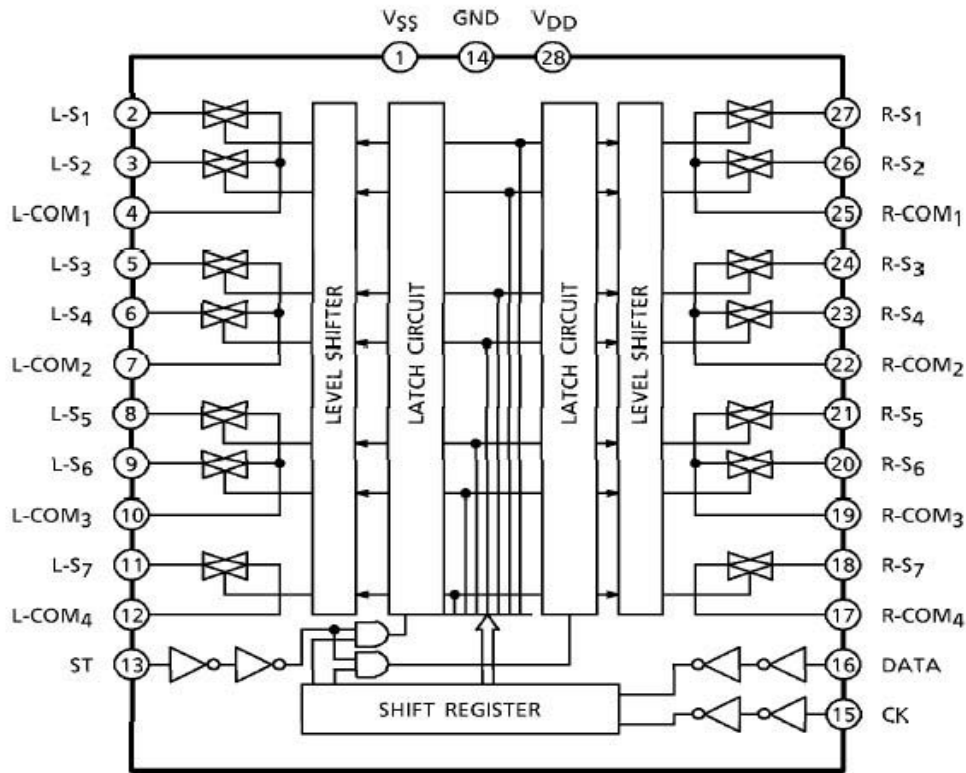 VSS GND VDD
1 14 28
L-S1 2 27 R-S1
L-S2 3 26 R-S2
L-COM1 4 25 R-COM1
L-S3 5 24 R-S3
L-S4 6 23 R-S4
L-COM2 7 22 R-COM2
L-S5 8 21 R-S5
L-S6 9 20 R-S6
L-COM3 10 19 R-COM3
L-S7 11 18 R-S7
L-COM4 12 17 R-COM4
LEVEL SHIFTER
LATCH CIRCUIT
LATCH CIRCUIT
LEVEL SHIFTER
ST 13 16 DATA
SHIFT REGISTER
15 CK